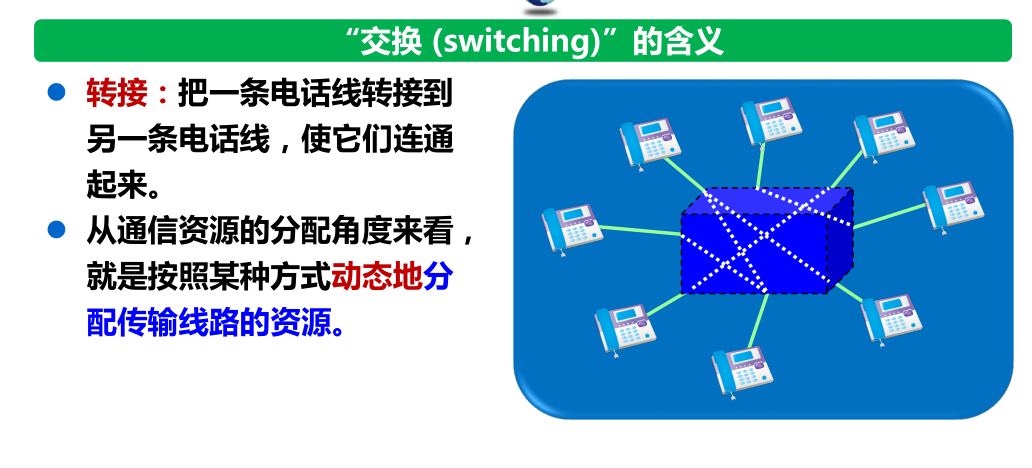 “交换 (switching)”的含义
转接：把一条电话线转接到
另一条电话线，使它们连通
起来。
从通信资源的分配角度来看，
就是按照某种方式动态地分
配传输线路的资源。